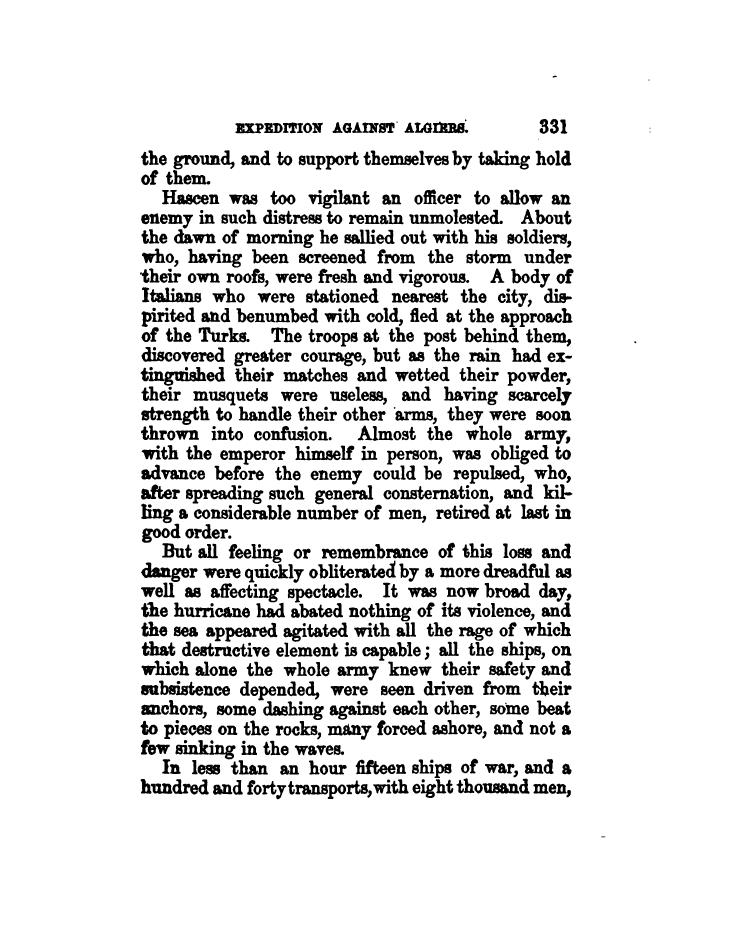 EXPEDITION AGAINST ALGIERS. 331
the ground, and to support themselves by taking hold
of them.
Hascen was too vigilant an officer to allow an
enemy in such distress to remain unmolested. About
the dawn of morning he sallied out with his soldiers,
who, having been screened from the storm under
their own roofs, were fresh and vigorous. A body of
Italians who were stationed nearest the city, dis-
pirited and benumbed with cold, fled at the approach
of the Turks. The troops at the post behind them,
discovered greater courage, but as the rain had ex-
tinguished their matches and wetted their powder,
their musquets were useless, and having scarcely
strength to handle their other arms, they were soon
thrown into confusion. Almost the whole army,
with the emperor himself in person, was obliged to
advance before the enemy could be repulsed, who,
after spreading such general consternation, and kil-
ling a considerable number of men, retired at last in
good order.
But all feeling or remembrance of this loss and
danger were quickly obliterated by a more dreadful as
well as affecting spectacle. It was now broad day,
the hurricane had abated nothing of its violence, and
the sea appeared agitated with all the rage of which
that destructive element is capable; all the ships, on
which alone the whole army knew their safety and
subsistence depended, were seen driven from their
anchors, some dashing against each other, some beat
to pieces on the rocks, many forced ashore, and not a
few sinking in the waves.
In less than an hour fifteen ships of war, and a
hundred and forty transports, with eight thousand men,